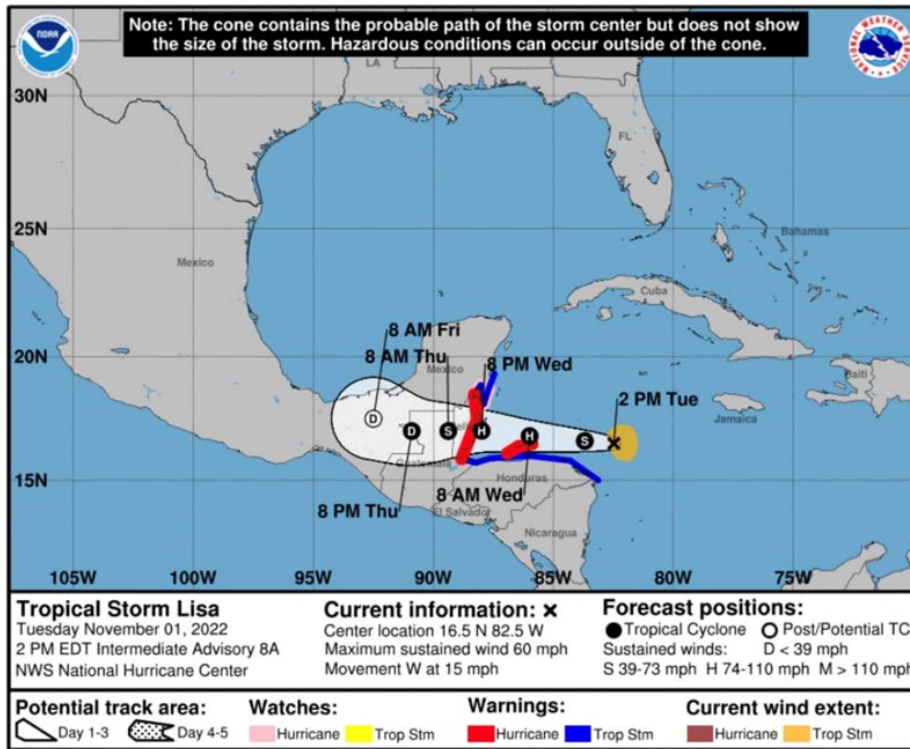 Note: The cone contains the probable path of the storm center but does not show
the size of the storm. Hazardous conditions can occur outside of the cone.
NOAA
NATIONAL WEATHER SERVICE
LA
30N
FL
25N
Mexico
Bahamas
Cuba
8 AM Fri
20N
8 AM Thu
Mexico
8 PM Wed
Haiti
2 PM Tue
Jamaica
D
D
S
H
H
S
Guatemala
15N
Honduras
8 AM Wed
8 PM Thu
El Salvador
Nicaragua
105W
100W
95W
90W
85W
80W
75W
Tropical Storm Lisa
Tuesday November 01, 2022
2 PM EDT Intermediate Advisory 8A
NWS National Hurricane Center
Current information: ×
Center location 16.5 N 82.5 W
Maximum sustained wind 60 mph
Movement W at 15 mph
Forecast positions:
Tropical Cyclone Post/Potential TC
Sustained winds: D < 39 mph
S 39-73 mph H 74-110 mph M > 110 mph
Potential track area:
Day 1-3 Day 4-5
Watches:
Hurricane Trop Stm
Warnings:
Hurricane Trop Stm
Current wind extent:
Hurricane Trop Stm